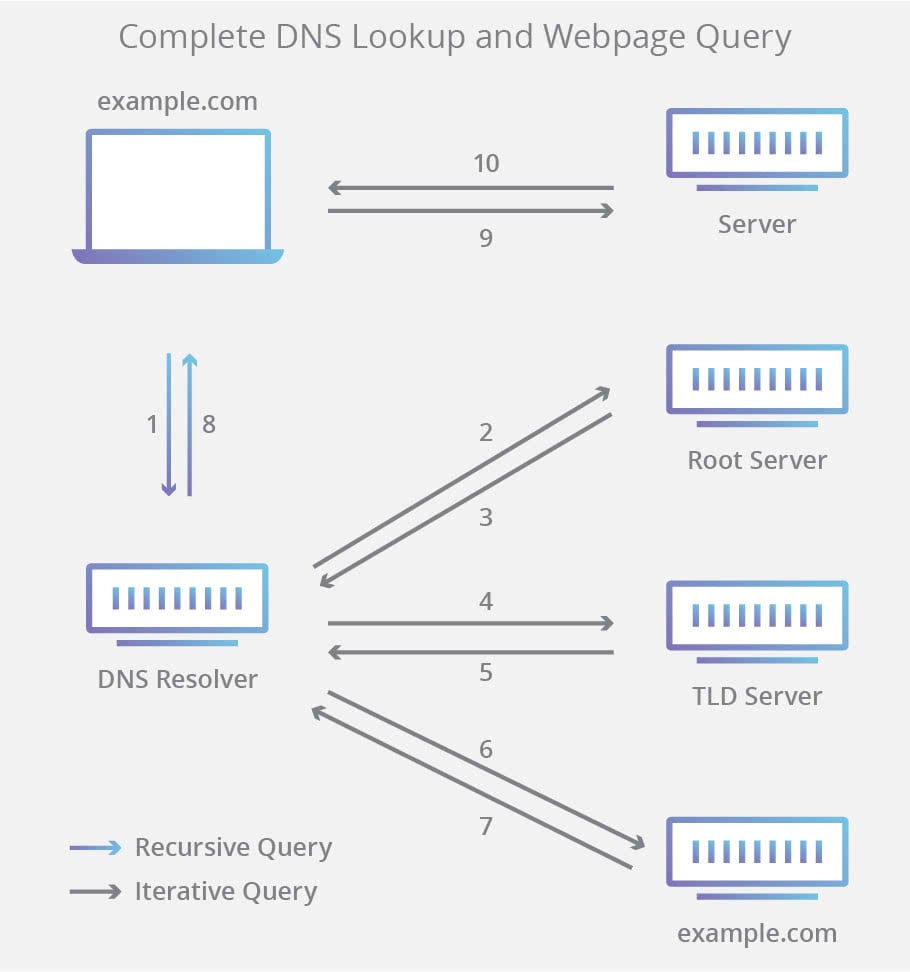 Complete DNS Lookup and Webpage Query
example.com
10
9
Server
1
8
2
3
Root Server
DNS Resolver
4
5
TLD Server
6
7
example.com
Recursive Query
Iterative Query